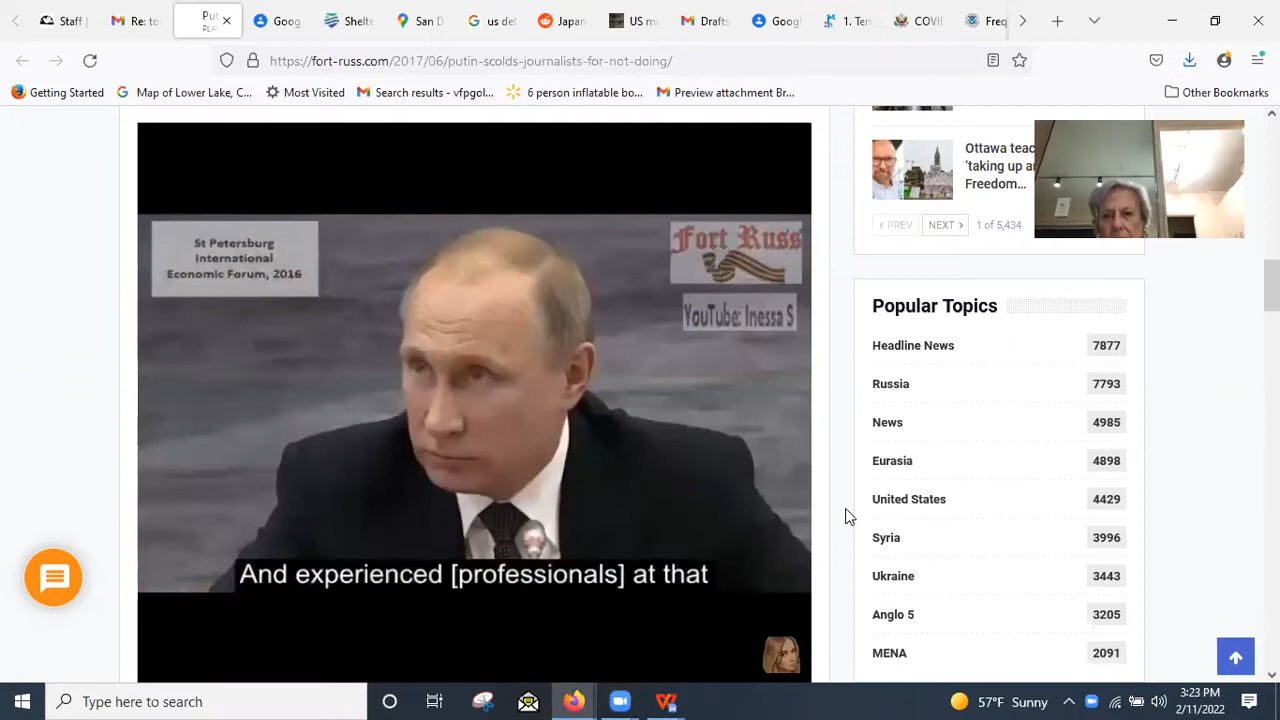 Staff
Re: to
Put
PLA
Goog
Shelte
San D
us del
Japan
US m
Drafts
Googl
1. Ten
COVI
Freq
https://fort-russ.com/2017/06/putin-scolds-journalists-for-not-doing/
Getting Started
Map of Lower Lake, C...
Most Visited
Search results - vfpgol...
6 person inflatable bo...
Preview attachment Br...
Other Bookmarks
St Petersburg
International
Economic Forum, 2016
Fort Russ
YouTube: Inessa S
And experienced [professionals] at that
Ottawa teac
'taking up a
Freedom...
PREV
NEXT
1 of 5,434
Popular Topics
Headline News 7877
Russia 7793
News 4985
Eurasia 4898
United States 4429
Syria 3996
Ukraine 3443
Anglo 5 3205
MENA 2091
Type here to search
57°F Sunny
3:23 PM
2/11/2022